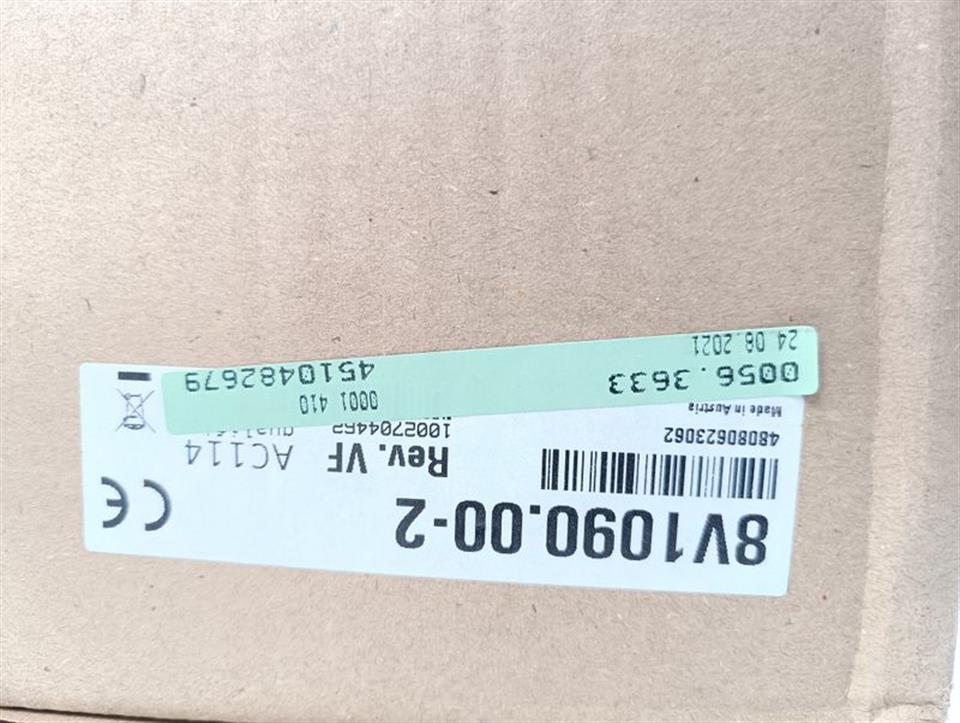 8V1090.00-2
CE
Rev. VF AC114
48080623062
1002704462
Made in Austria
0001 410
0056.3633 4510482679
24 08.2021